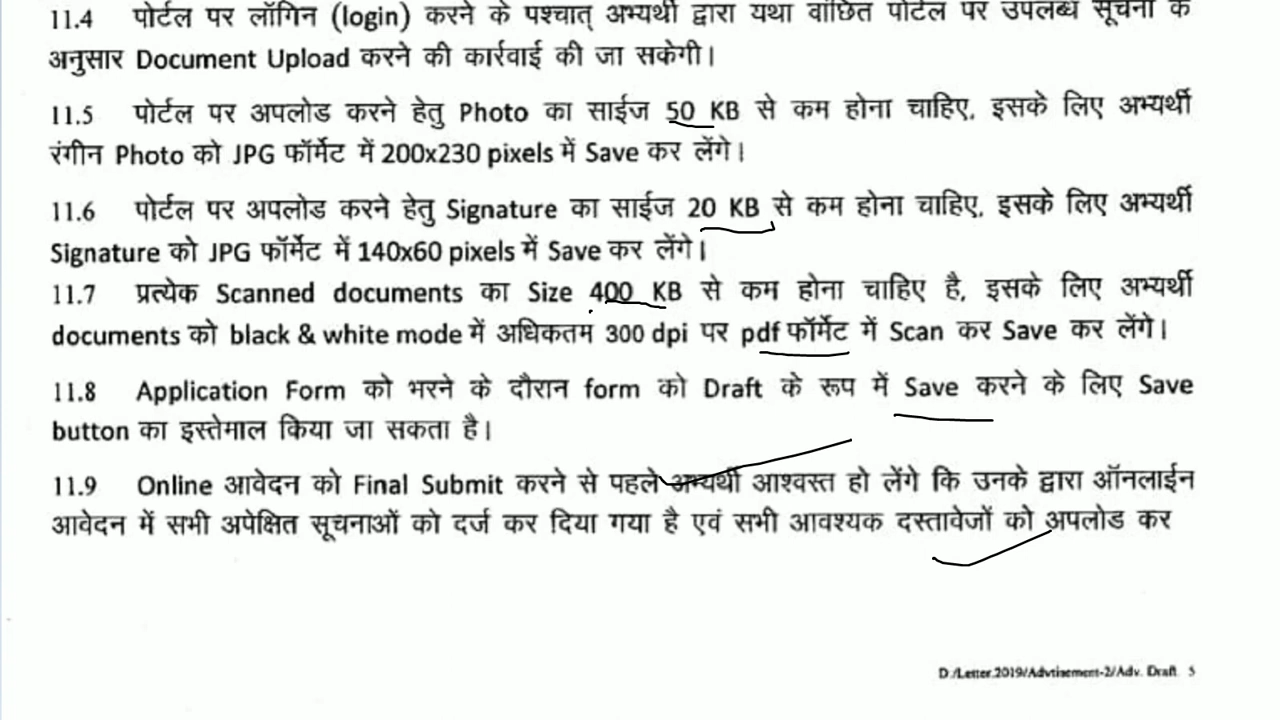 11.4 पोर्टल पर लॉगिन (login) करने के पश्चात् अभ्यर्थी द्वारा यथा वांछित पोर्टल पर उपलब्ध सूचना के
अनुसार Document Upload करने की कार्रवाई की जा सकेगी।
11.5 पोर्टल पर अपलोड करने हेतु Photo का साईज 50 KB से कम होना चाहिए, इसके लिए अभ्यर्थी
रंगीन Photo को JPG फॉर्मेट में 200x230 pixels में Save कर लेंगे।
11.6 पोर्टल पर अपलोड करने हेतु Signature का साईज 20 KB से कम होना चाहिए, इसके लिए अभ्यर्थी
Signature को JPG फॉर्मेट में 140x60 pixels में Save कर लेंगे।
11.7 प्रत्येक Scanned documents का Size 400 KB से कम होना चाहिए है, इसके लिए अभ्यर्थी
documents को black & white mode में अधिकतम 300 dpi पर pdf फॉर्मेट में Scan कर Save कर लेंगे।
11.8 Application Form को भरने के दौरान form को Draft के रूप में Save करने के लिए Save
button का इस्तेमाल किया जा सकता है।
11.9 Online आवेदन को Final Submit करने से पहले अभ्यर्थी आश्वस्त हो लेंगे कि उनके द्वारा ऑनलाईन
आवेदन में सभी अपेक्षित सूचनाओं को दर्ज कर दिया गया है एवं सभी आवश्यक दस्तावेजों को अपलोड कर
D:/Letter.2019/Advtisement-2/Adv. Draft 5